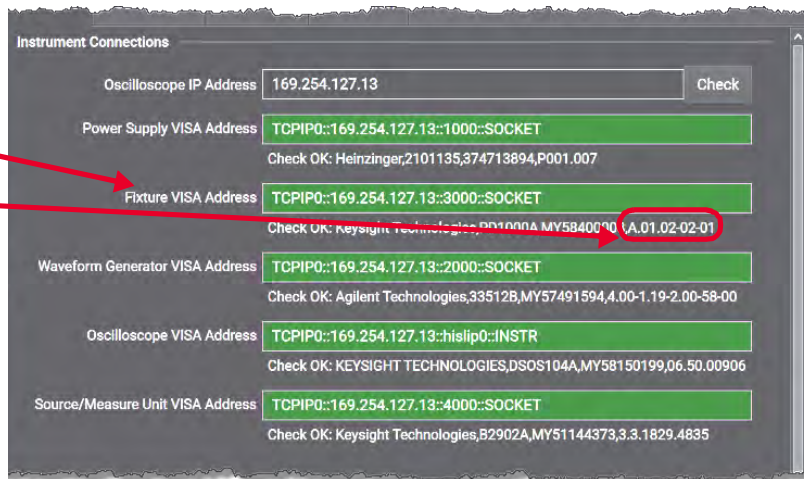 Instrument Connections
Oscilloscope IP Address 169.254.127.13 Check
Power Supply VISA Address TCPIP0::169.254.127.13::1000::SOCKET
Check OK: Heinzinger,2101135,374713894,P001.007
Fixture VISA Address TCPIP0::169.254.127.13::3000::SOCKET
Check OK: Keysight Technologies,PD1000A,A.01.02-02-01
Waveform Generator VISA Address TCPIP0::169.254.127.13::2000::SOCKET
Check OK: Agilent Technologies,33512B,MY57491594,4.00-1.19-2.00-58-00
Oscilloscope VISA Address TCPIP0::169.254.127.13::hislip0::INSTR
Check OK: KEYSIGHT TECHNOLOGIES,DSOS104A,MY58150199,06.50.00906
Source/Measure Unit VISA Address TCPIP0::169.254.127.13::4000::SOCKET
Check OK: Keysight Technologies,B2902A,MY51144373,3.3.1829.4835